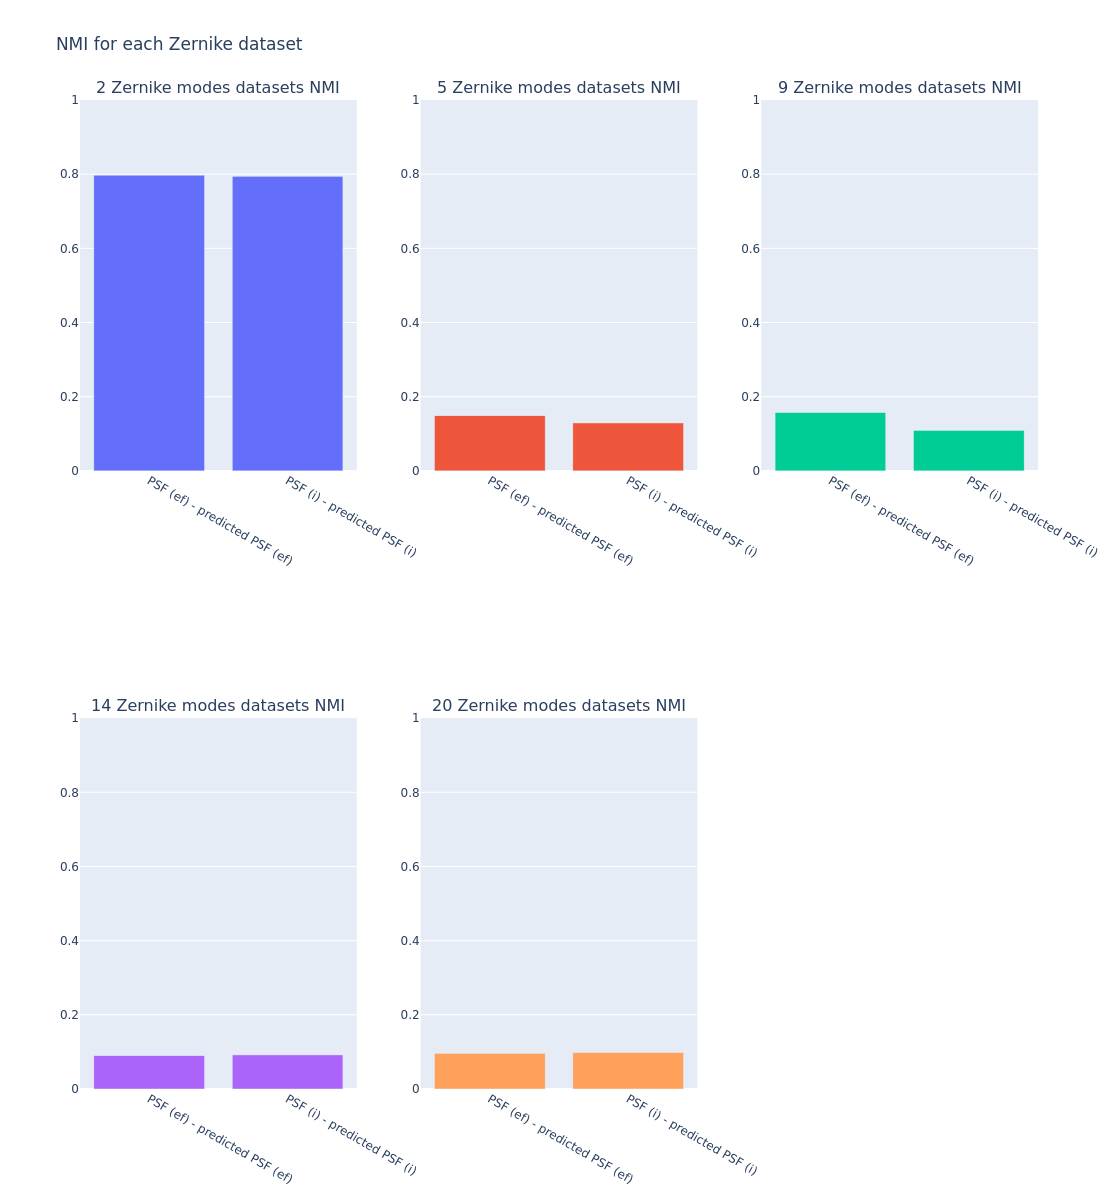 NMI for each Zernike dataset
2 Zernike modes datasets NMI
1
0.8
0.6
0.4
0.2
0
PSF (ef) - predicted PSF (ef)
PSF (i) - predicted PSF (i)
5 Zernike modes datasets NMI
1
0.8
0.6
0.4
0.2
0
PSF (ef) - predicted PSF (ef)
PSF (i) - predicted PSF (i)
9 Zernike modes datasets NMI
1
0.8
0.6
0.4
0.2
0
PSF (ef) - predicted PSF (ef)
PSF (i) - predicted PSF (i)
14 Zernike modes datasets NMI
1
0.8
0.6
0.4
0.2
0
PSF (ef) - predicted PSF (ef)
PSF (i) - predicted PSF (i)
20 Zernike modes datasets NMI
1
0.8
0.6
0.4
0.2
0
PSF (ef) - predicted PSF (ef)
PSF (i) - predicted PSF (i)